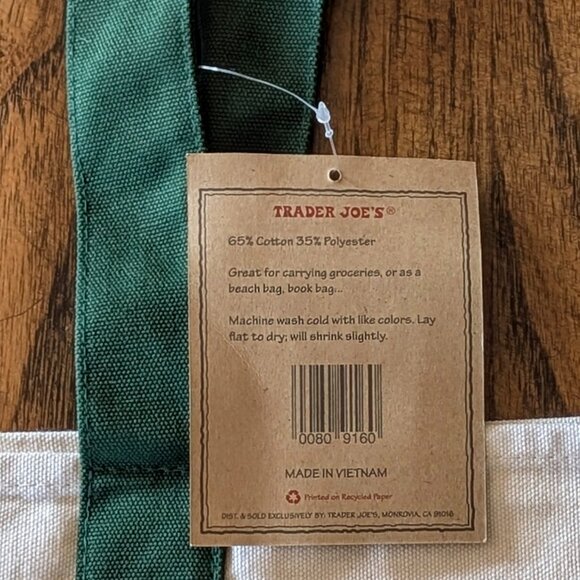 TRADER JOE'S®
65% Cotton 35% Polyester
Great for carrying groceries, or as a
beach bag, book bag...
Machine wash cold with like colors. Lay
flat to dry; will shrink slightly.
0080 9160
MADE IN VIETNAM
Printed on Recycled Paper
DIST. & SOLD EXCLUSIVELY BY: TRADER JOE'S, MONROVIA, CA 91016